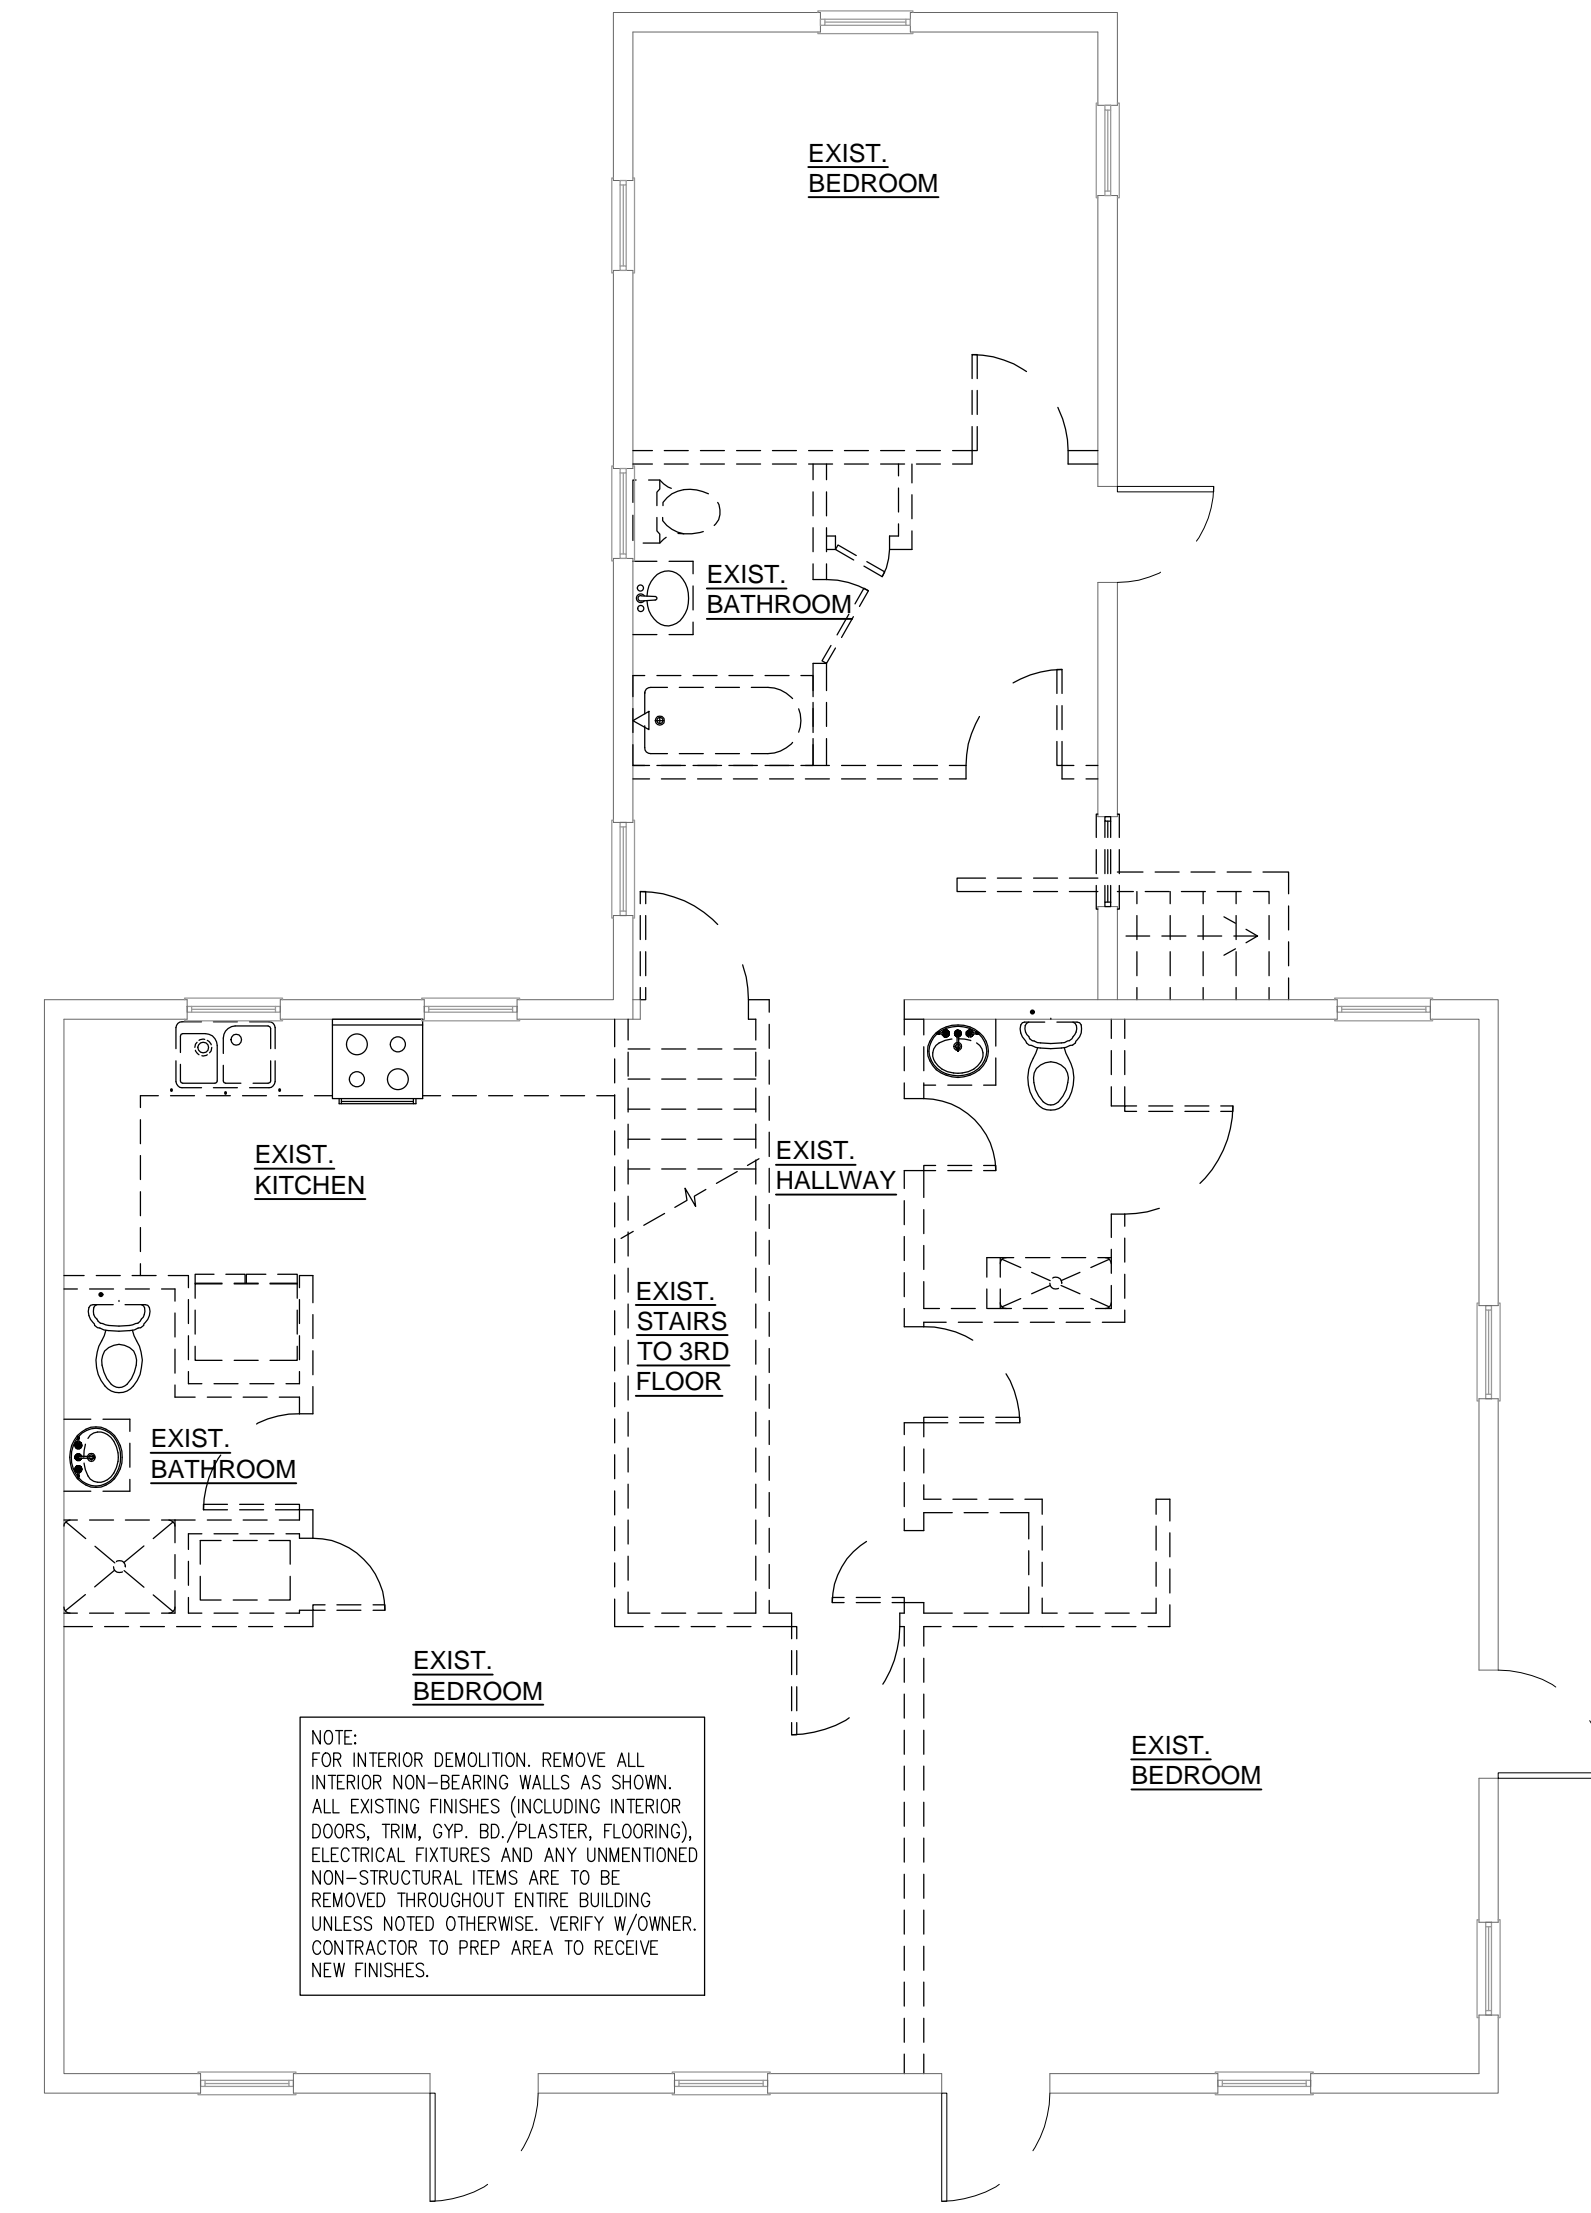 EXIST.
BEDROOM
EXIST.
BATHROOM
EXIST.
KITCHEN
EXIST.
HALLWAY
EXIST.
STAIRS
TO 3RD
FLOOR
EXIST.
BATHROOM
EXIST.
BEDROOM
NOTE:
FOR INTERIOR DEMOLITION. REMOVE ALL
INTERIOR NON-BEARING WALLS AS SHOWN.
ALL EXISTING FINISHES (INCLUDING INTERIOR
DOORS, TRIM, GYP. BD./PLASTER, FLOORING),
ELECTRICAL FIXTURES AND ANY UNMENTIONED
NON-STRUCTURAL ITEMS ARE TO BE
REMOVED THROUGHOUT ENTIRE BUILDING
UNLESS NOTED OTHERWISE. VERIFY W/OWNER.
CONTRACTOR TO PREP AREA TO RECEIVE
NEW FINISHES.
EXIST.
BEDROOM